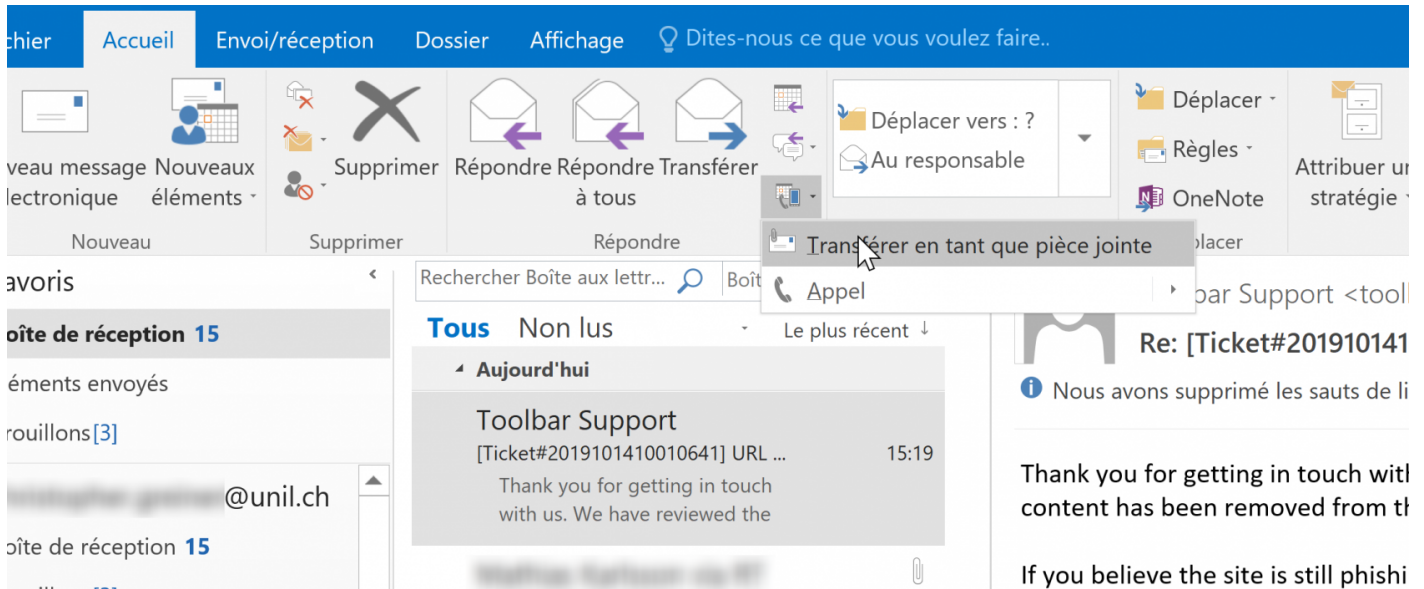 chier Accueil Envoi/réception Dossier Affichage Dites-nous ce que vous voulez faire..
veau message
lectronique
Nouveaux
éléments
Supprimer
Répondre
Répondre
à tous
Transférer
Déplacer vers : ?
Au responsable
Déplacer
Règles
OneNote
Attribuer un
stratégie
Nouveau Supprimer Répondre placer
Transférer en tant que pièce jointe
Appel
avoris
oîte de réception 15
éments envoyés
rouillons[3]
@unil.ch
oîte de réception 15
Rechercher Boîte aux lettr... Boît
Tous Non lus Le plus récent ↓
Aujourd'hui
Toolbar Support
[Ticket#2019101410010641] URL ... 15:19
Thank you for getting in touch
with us. We have reviewed the
bar Support <tool
Re: [Ticket#201910141
Nous avons supprimé les sauts de li
Thank you for getting in touch with
content has been removed from th
If you believe the site is still phishi